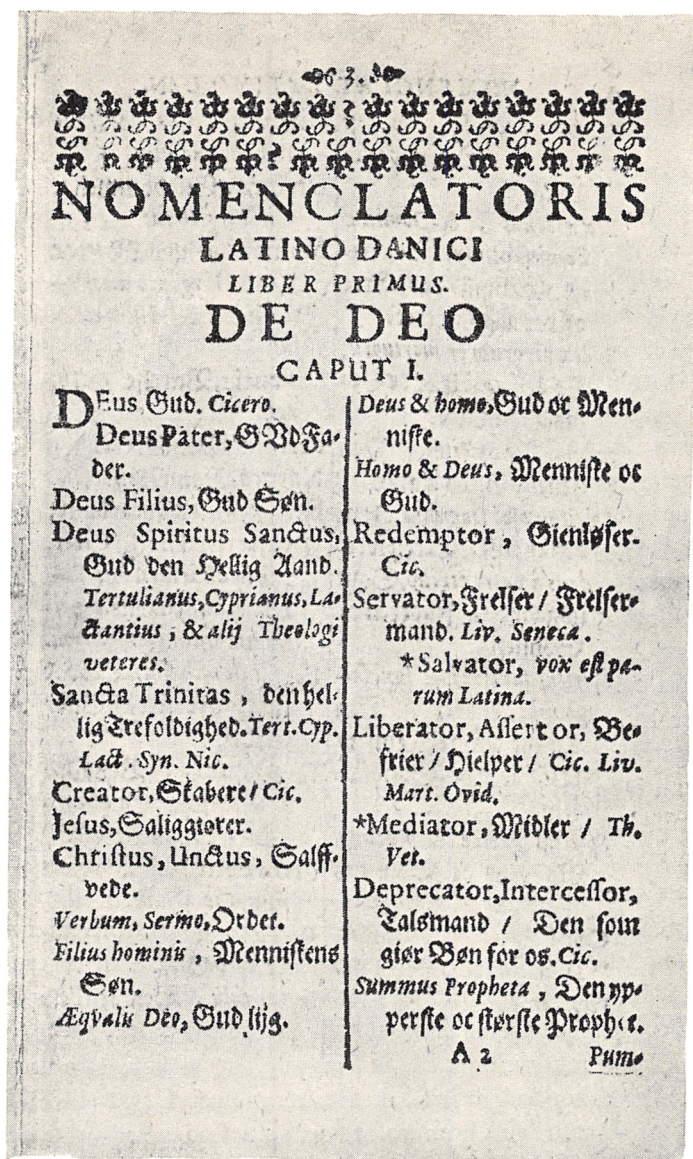 3.
NOMENCLATORIS
LATINO DANICI
LIBER PRIMUS.
DE DEO
CAPUT I.
DEus, Gud. Cicero.
Deus Pater, GVD Fa-
der.
Deus Filius, Gud Søn.
Deus Spiritus Sanctus,
Gud den Hellig Aand.
Tertulianus, Cyprianus, La-
ctantius, & alij Theologi
veteres.
Sancta Trinitas, den hel-
lig Trefoldighed. Tert. Cyp.
Lact. Syn. Nic.
Creator, Skabere / Cic.
Jesus, Saliggiører.
Christus, Unctus, Salff-
vede.
Verbum, Sermo, Ordet.
Filius hominis, Menniskens
Søn.
Æqvalis Deo, Gud lijg.
Deus & homo, Gud oc Men-
niske.
Homo & Deus, Menniske oc
Gud.
Redemptor, Gienløser.
Cic.
Servator, Frelser / Frelser-
mand. Liv. Seneca.
*Salvator, vox est pa-
rum Latina.
Liberator, Assertor, Be-
frier / Hielper / Cic. Liv.
Mart. Ovid.
*Mediator, Midler / Th.
Vet.
Deprecator, Intercessor,
Talsmand / Den som
giør Bøn for os. Cic.
Summus Propheta, Den yp-
perste oc største Prophet.
A 2
Pum-